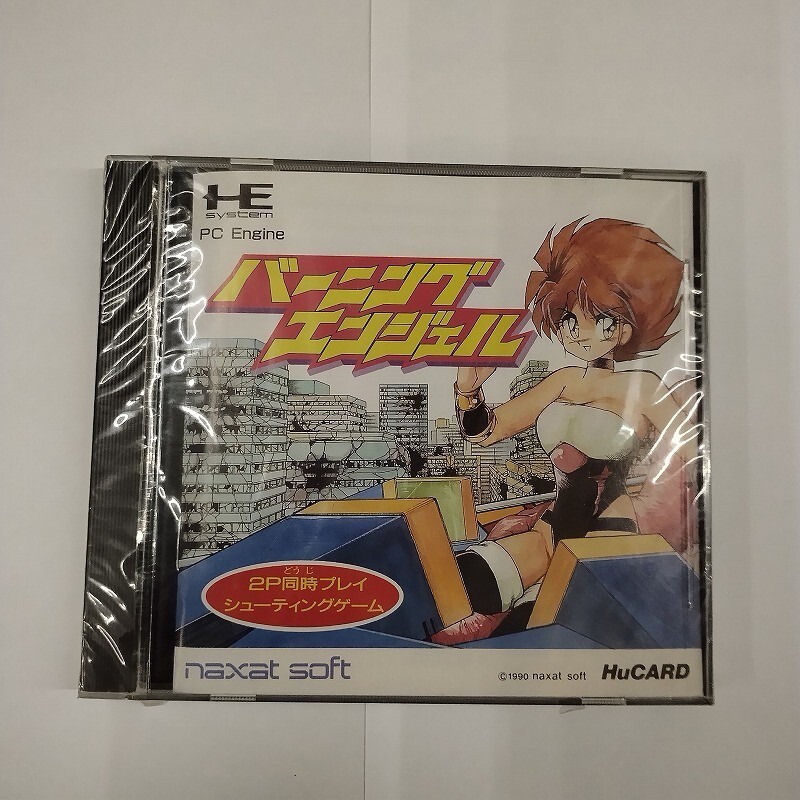 HE
system
PC Engine
バーニング
エンジェル
どうじ
2P同時プレイ
シューティングゲーム
naxat soft
©1990 naxat soft
HuCARD